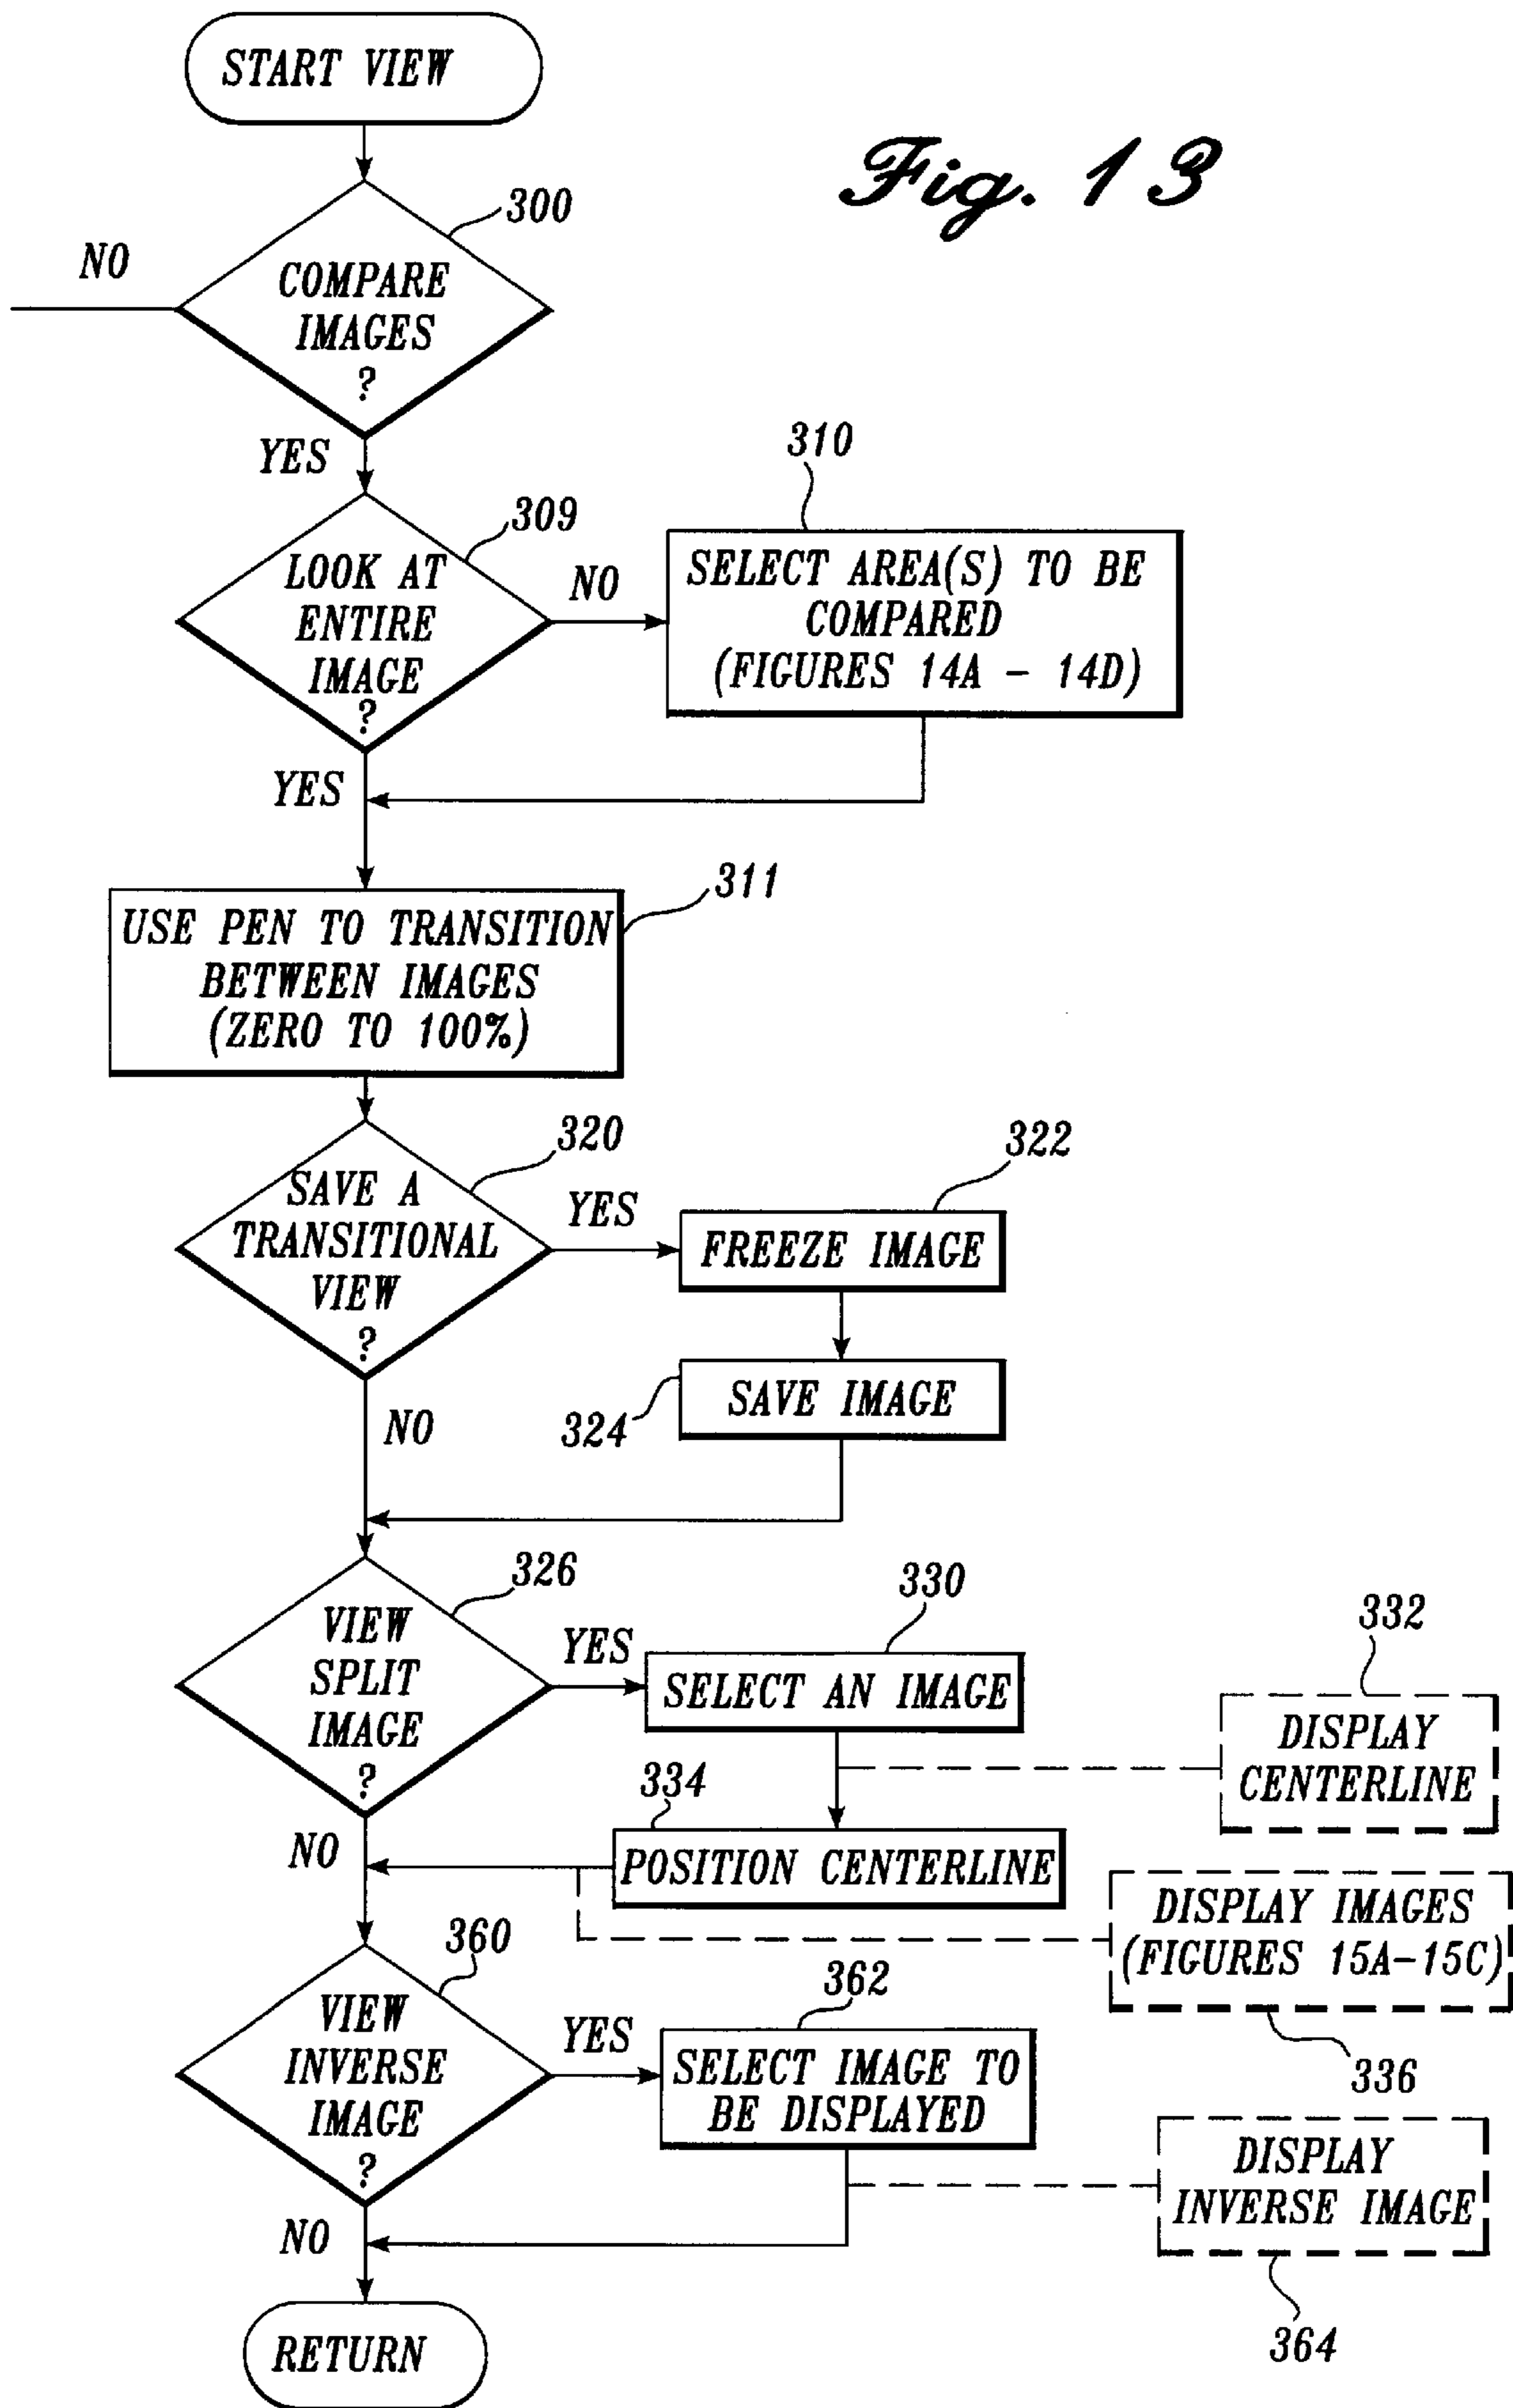 START VIEW
Fig. 13
300
NO
COMPARE
IMAGES
?
YES
310
309
LOOK AT
ENTIRE
IMAGE
?
NO
SELECT AREA(S) TO BE
COMPARED
(FIGURES 14A - 14D)
YES
311
USE PEN TO TRANSITION
BETWEEN IMAGES
(ZERO TO 100%)
320
322
SAVE A
TRANSITIONAL
VIEW
?
YES
FREEZE IMAGE
SAVE IMAGE
324
NO
326
330
332
VIEW
SPLIT
IMAGE
?
YES
SELECT AN IMAGE
DISPLAY
CENTERLINE
334
NO
POSITION CENTERLINE
DISPLAY IMAGES
(FIGURES 15A-15C)
336
360
362
VIEW
INVERSE
IMAGE
?
YES
SELECT IMAGE TO
BE DISPLAYED
DISPLAY
INVERSE IMAGE
364
NO
RETURN